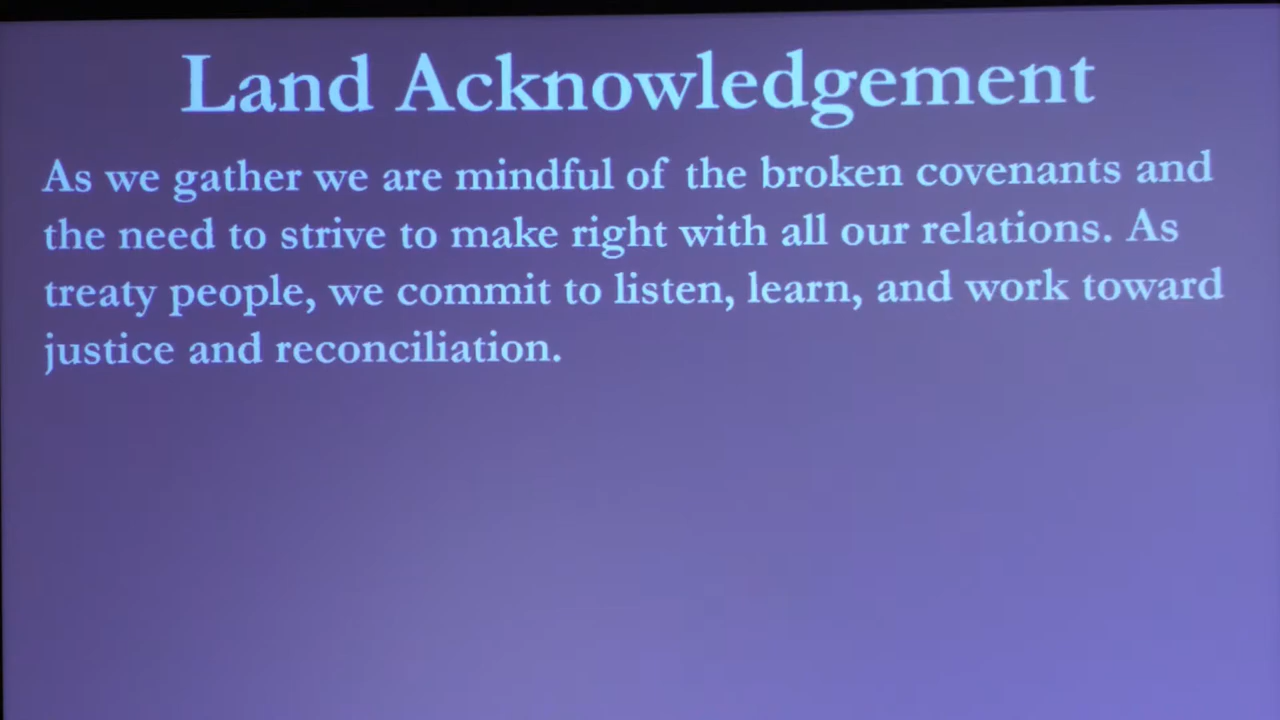 Land Acknowledgement
As we gather we are mindful of the broken covenants and
the need to strive to make right with all our relations. As
treaty people, we commit to listen, learn, and work toward
justice and reconciliation.